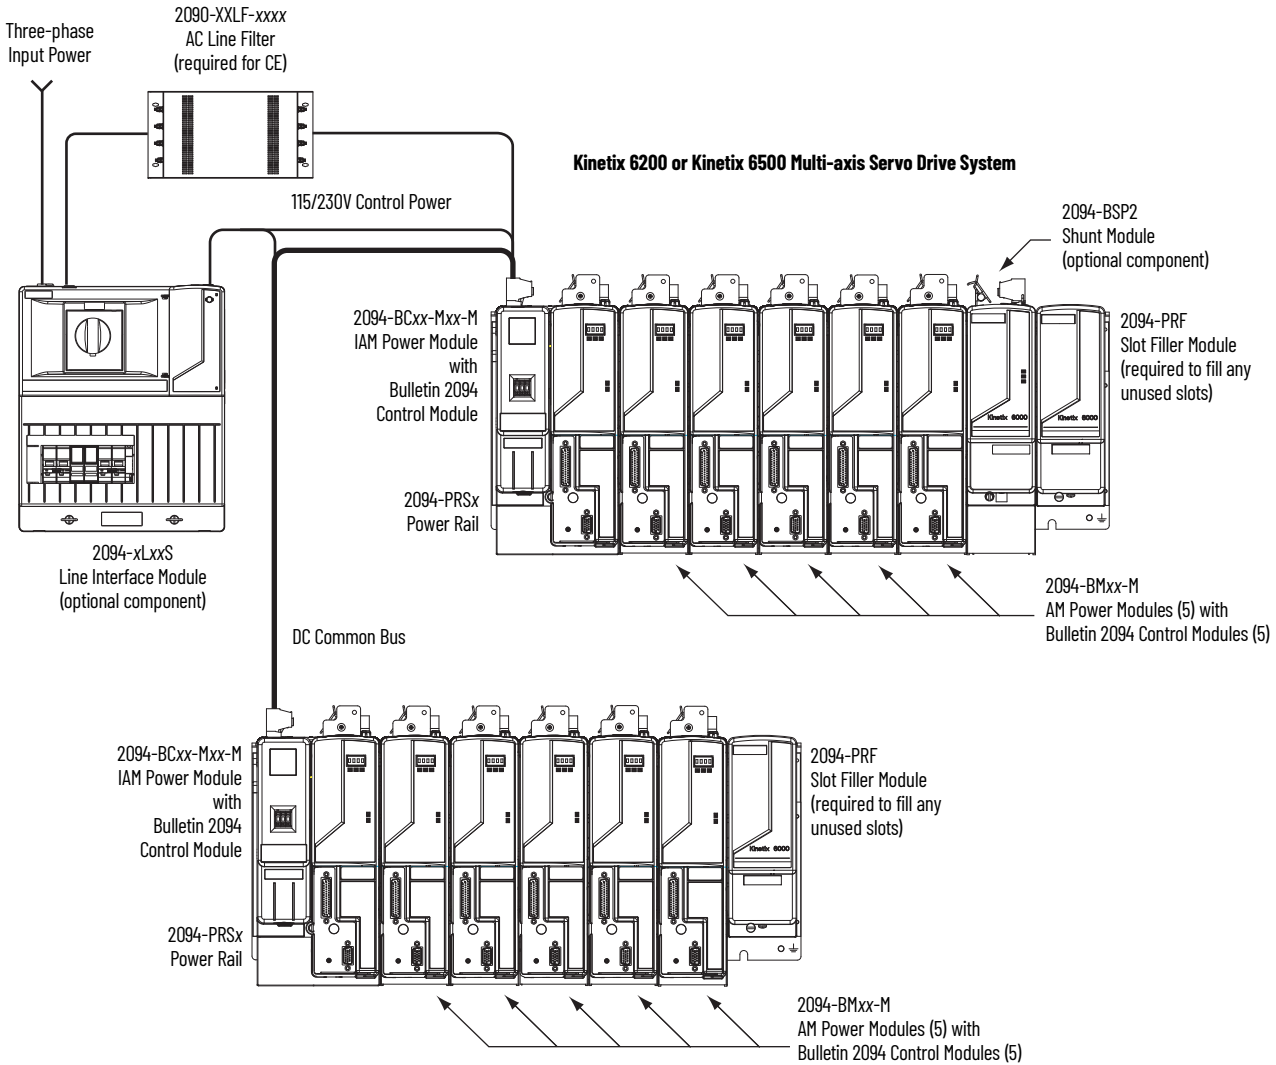 Three-phase
Input Power
2090-XXLF-xxxx
AC Line Filter
(required for CE)
Kinetix 6200 or Kinetix 6500 Multi-axis Servo Drive System
115/230V Control Power
2094-BSP2
Shunt Module
(optional component)
2094-BCxx-Mxx-M
IAM Power Module
with
Bulletin 2094
Control Module
2094-PRF
Slot Filler Module
(required to fill any
unused slots)
Kinetix 6000
Kinetix 6000
2094-PRSx
Power Rail
2094-xLxxS
Line Interface Module
(optional component)
2094-BMxx-M
AM Power Modules (5) with
Bulletin 2094 Control Modules (5)
DC Common Bus
2094-BCxx-Mxx-M
IAM Power Module
with
Bulletin 2094
Control Module
2094-PRF
Slot Filler Module
(required to fill any
unused slots)
Kinetix 6000
2094-PRSx
Power Rail
2094-BMxx-M
AM Power Modules (5) with
Bulletin 2094 Control Modules (5)